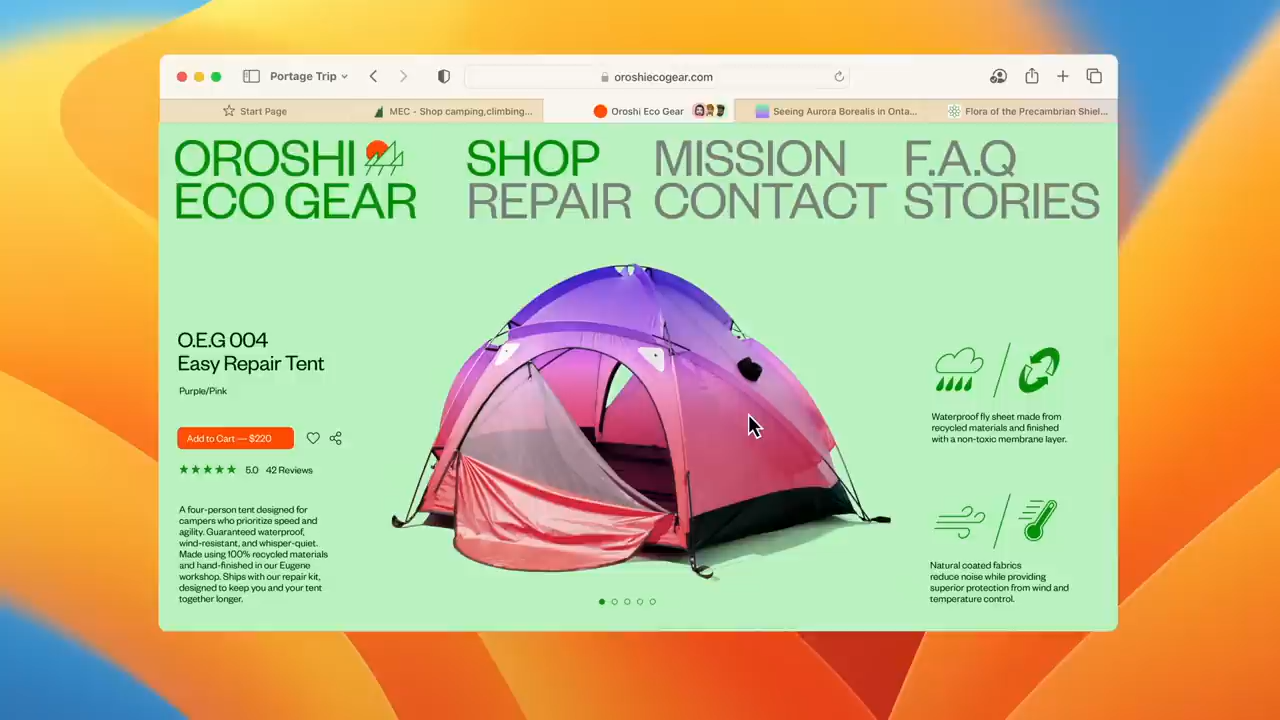 Portage Trip
oroshiecogear.com
Start Page
MEC - Shop camping,climbing...
Oroshi Eco Gear
Seeing Aurora Borealis in Onta...
Flora of the Precambrian Shiel...
OROSHI
ECO GEAR
SHOP
REPAIR
MISSION
CONTACT
F.A.Q
STORIES
O.E.G 004
Easy Repair Tent
Purple/Pink
Add to Cart — $220
5.0 42 Reviews
A four-person tent designed for
campers who prioritize speed and
agility. Guaranteed waterproof,
wind-resistant, and whisper-quiet.
Made using 100% recycled materials
and hand-finished in our Eugene
workshop. Ships with our repair kit,
designed to keep you and your tent
together longer.
Waterproof fly sheet made from
recycled materials and finished
with a non-toxic membrane layer.
Natural coated fabrics
reduce noise while providing
superior protection from wind and
temperature control.